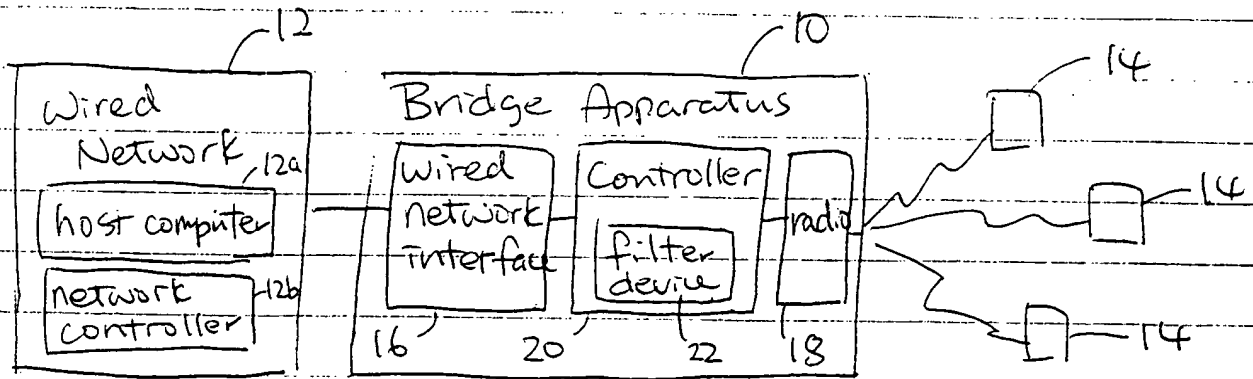 12
10
14
Wired
Network
Bridge Apparatus
12a
host computer
wired
network
interface
Controller
filter
device
radio
14
network
controller
12b
16
20
22
18
14